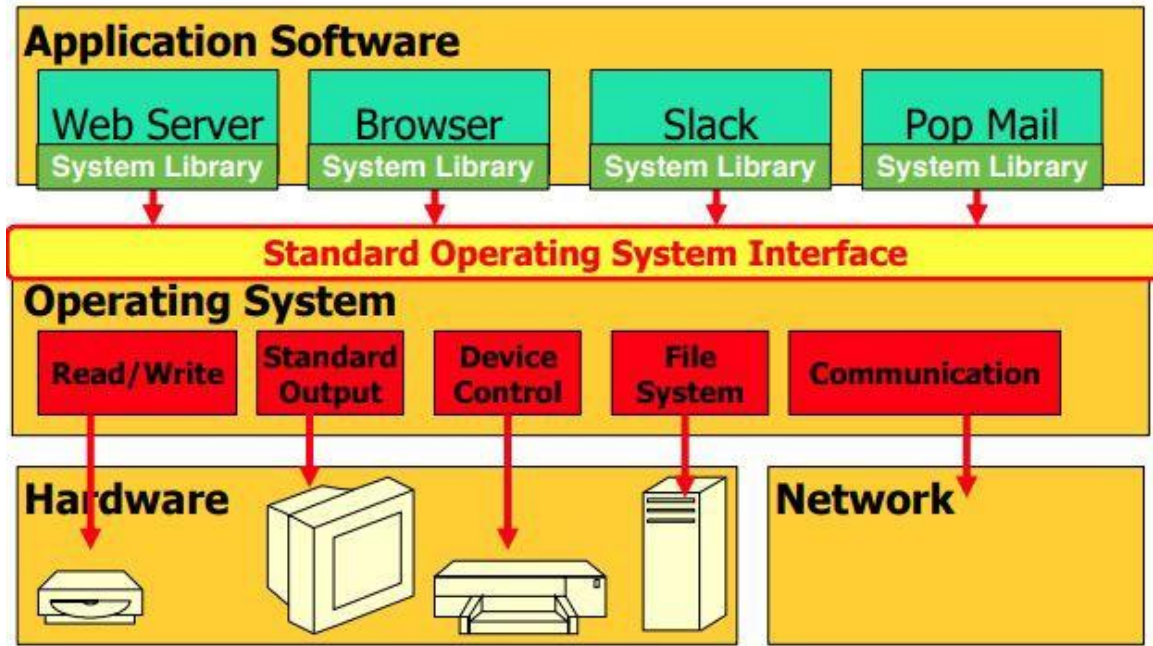 Application Software
Web Server
System Library
Browser
System Library
Slack
System Library
Pop Mail
System Library
Standard Operating System Interface
Operating System
Read/Write
Standard
Output
Device
Control
File
System
Communication
Hardware
Network